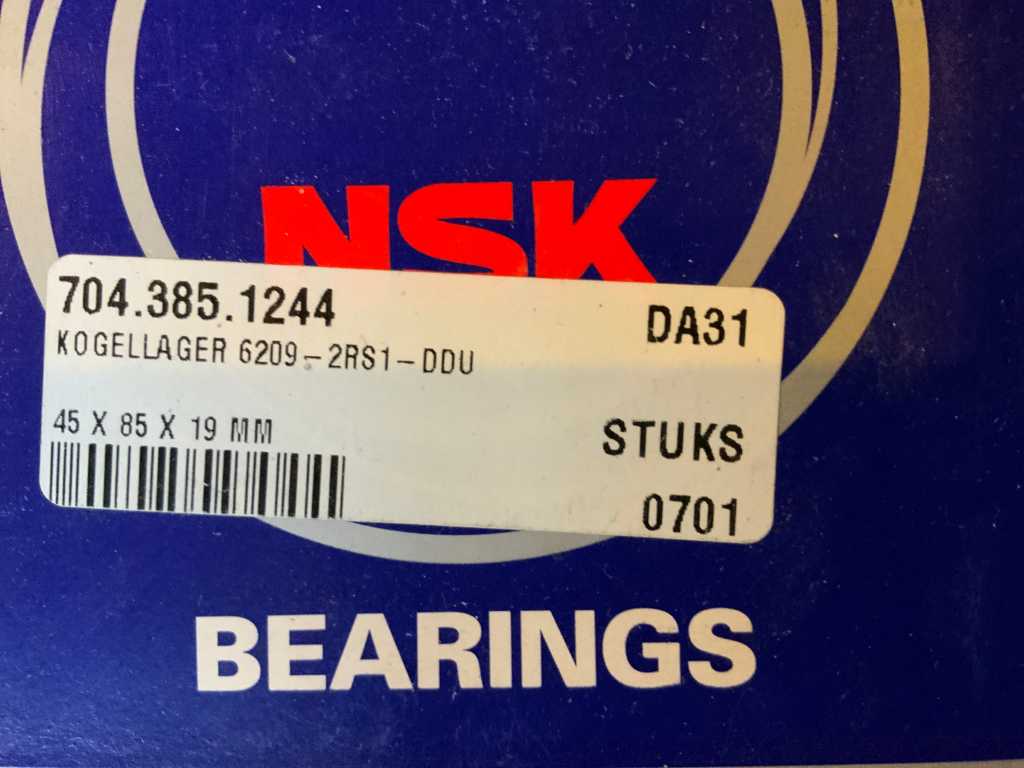 NSK
704.385.1244
DA31
KOGELLAGER 6209-2RS1-DDU
45 X 85 X 19 MM
STUKS
0701
BEARINGS